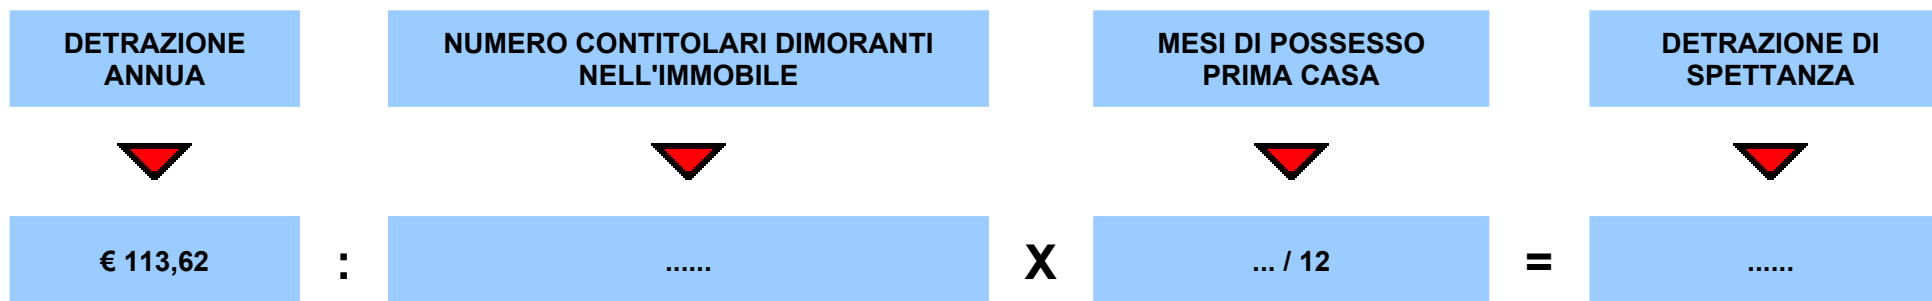 DETRAZIONE
ANNUA
NUMERO CONTITOLARI DIMORANTI
NELL'IMMOBILE
MESI DI POSSESSO
PRIMA CASA
DETRAZIONE DI
SPETTANZA
€ 113,62 : ...... X ... / 12 = ......